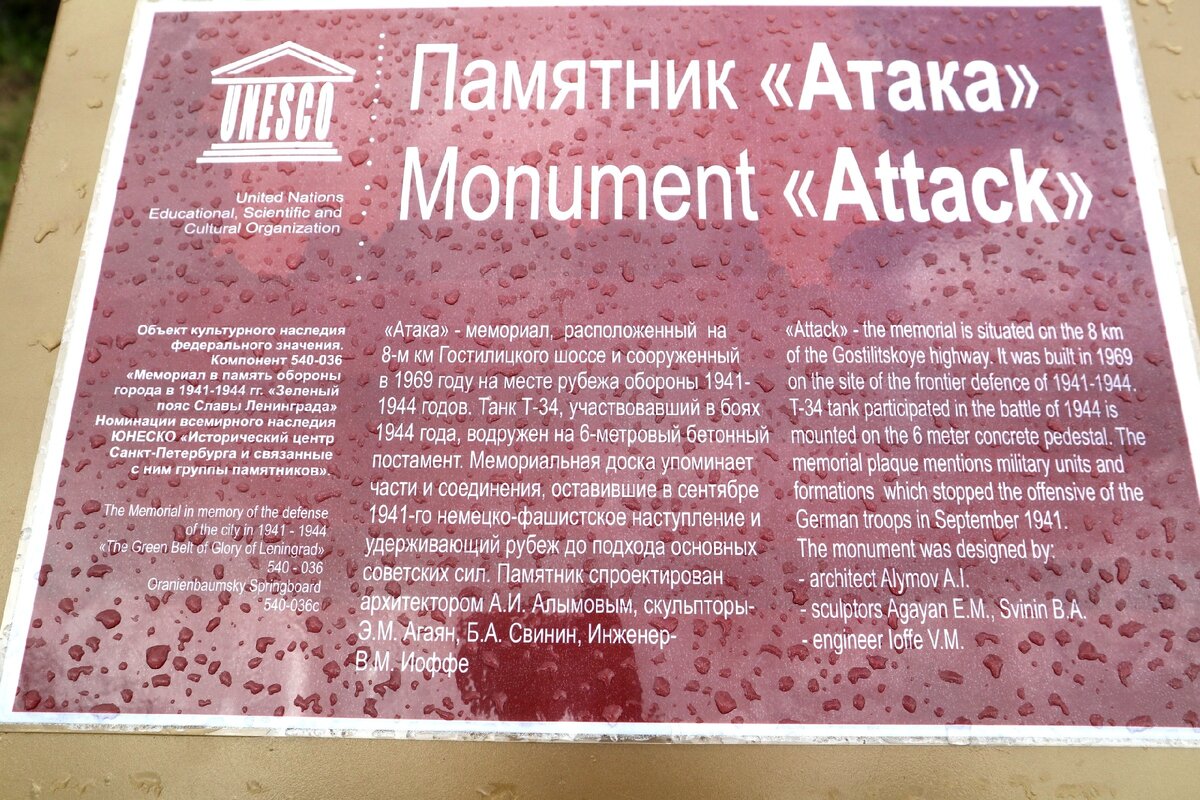 UNESCO
United Nations
Educational, Scientific and
Cultural Organization
Памятник «Атака»
Monument «Attack»
Объект культурного наследия
федерального значения.
Компонент 540-036
«Мемориал в память обороны
города в 1941-1944 гг. «Зеленый
пояс Славы Ленинграда»
Номинации всемирного наследия
ЮНЕСКО «Исторический центр
Санкт-Петербурга и связанные
с ним группы памятников».
The Memorial in memory of the defense
of the city in 1941 - 1944
«The Green Belt of Glory of Leningrad»
540 - 036
Oranienbaumsky Springboard
540-036c
«Атака» - мемориал, расположенный на
8-м км Гостилицкого шоссе и сооруженный
в 1969 году на месте рубежа обороны 1941-
1944 годов. Танк Т-34, участвовавший в боях
1944 года, водружен на 6-метровый бетонный
постамент. Мемориальная доска упоминает
части и соединения, оставившие в сентябре
1941-го немецко-фашистское наступление и
удерживающий рубеж до подхода основных
советских сил. Памятник спроектирован
архитектором А.И. Алымовым, скульпторы-
Э.М. Агаян, Б.А. Свинин, Инженер-
В.М. Иоффе
«Attack» - the memorial is situated on the 8 km
of the Gostilitskoye highway. It was built in 1969
on the site of the frontier defence of 1941-1944.
T-34 tank participated in the battle of 1944 is
mounted on the 6 meter concrete pedestal. The
memorial plaque mentions military units and
formations which stopped the offensive of the
German troops in September 1941.
The monument was designed by:
- architect Alymov A.I.
- sculptors Agayan E.M., Svinin B.A.
- engineer Ioffe V.M.